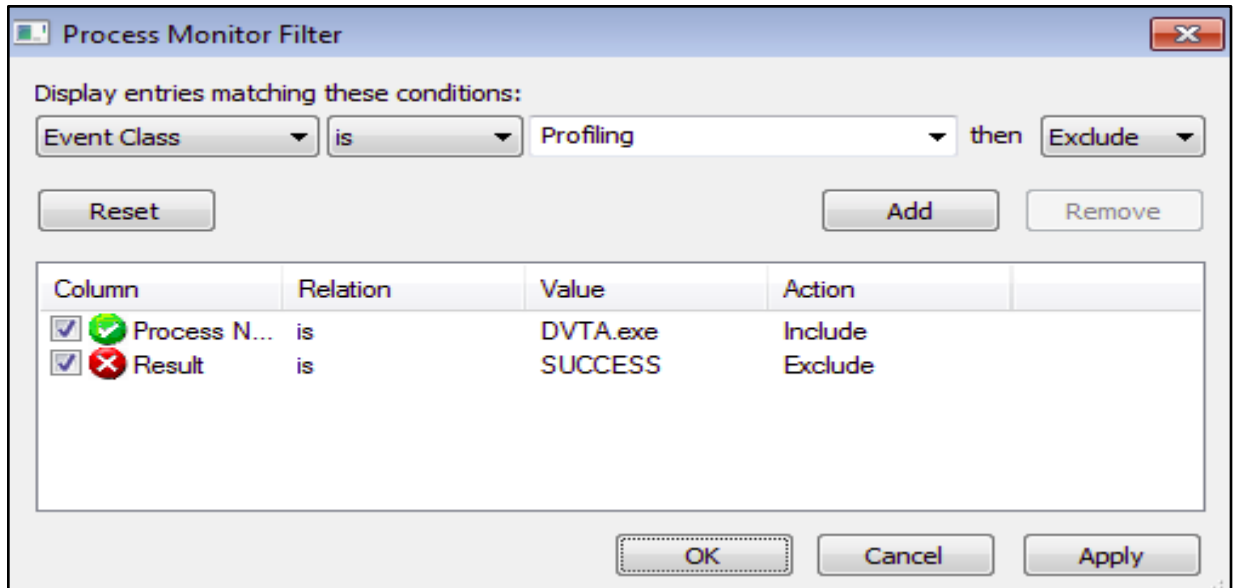 Process Monitor Filter
Display entries matching these conditions:
Event Class is Profiling then Exclude
Reset Add Remove
Column Relation Value Action
Process N... is DVTA.exe Include
Result is SUCCESS Exclude
OK Cancel Apply